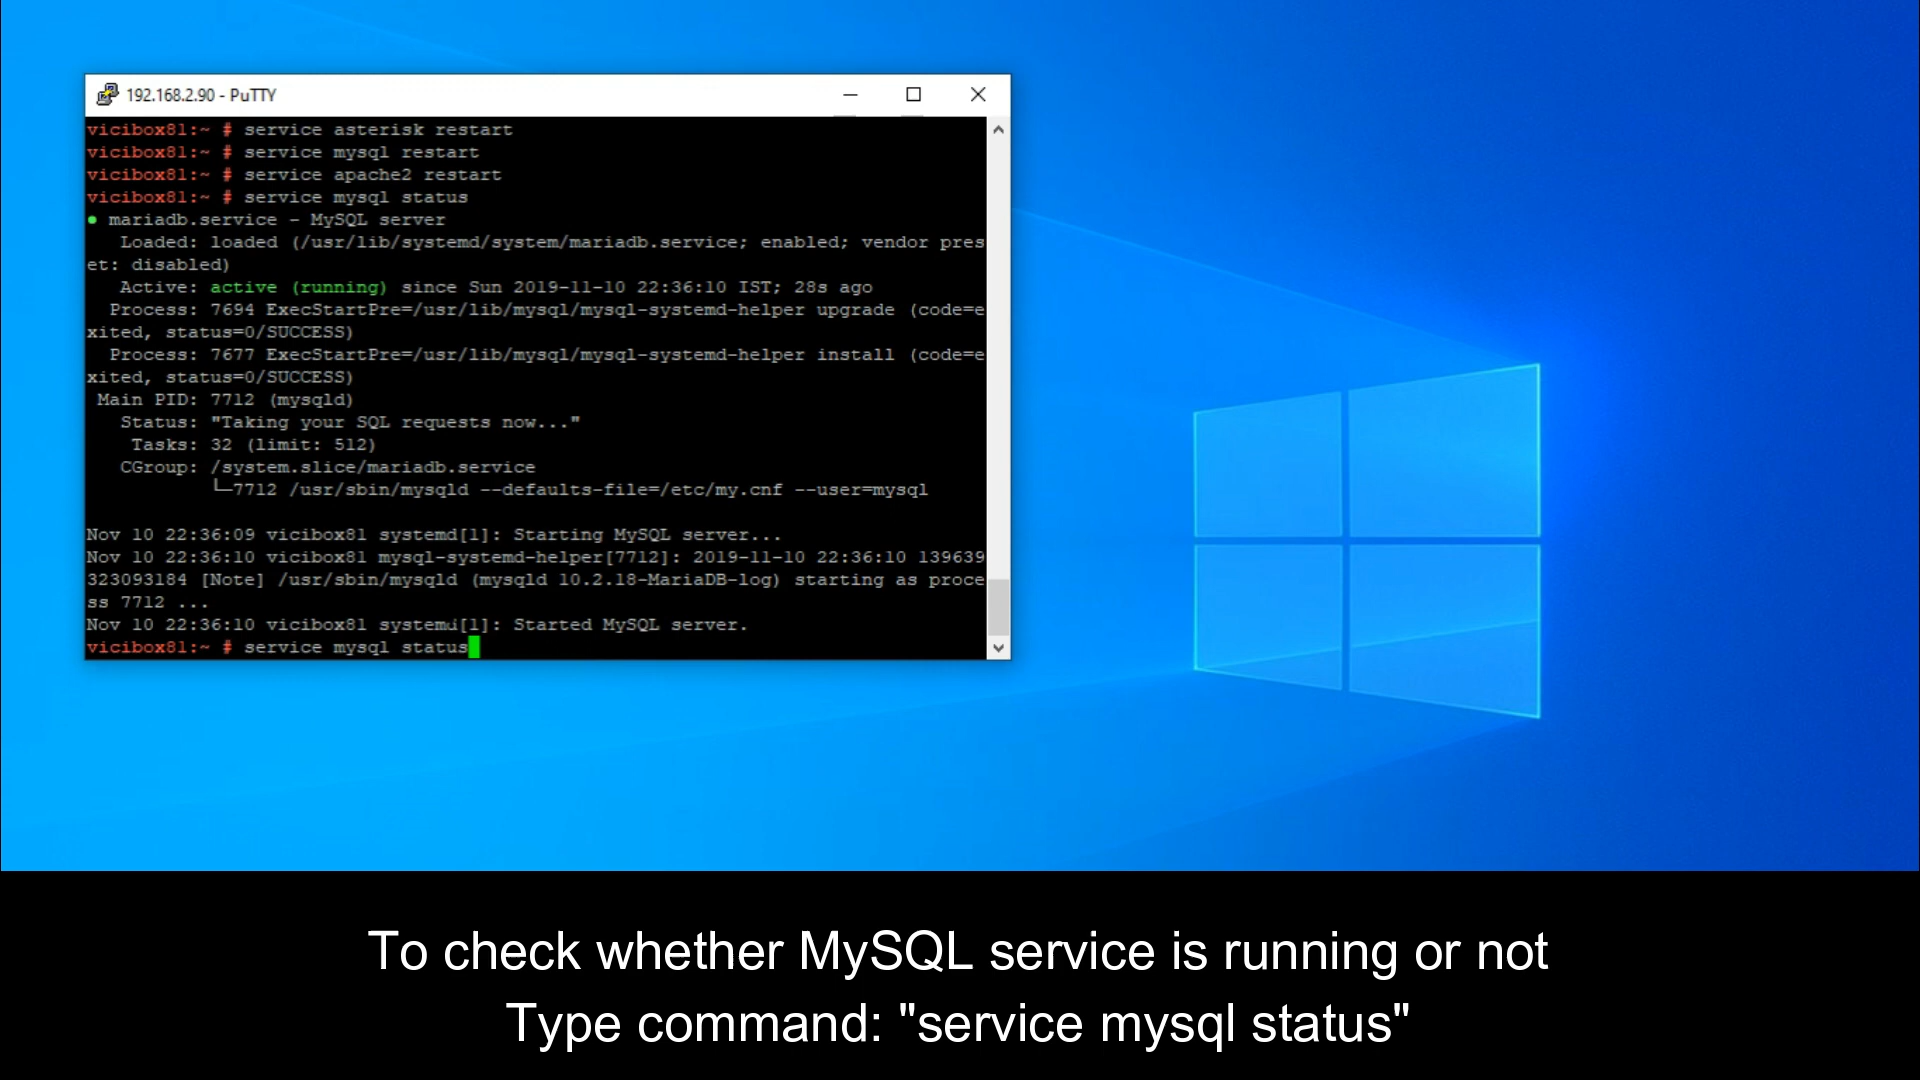 192.168.2.90 - PuTTY
vicibox81:~ # service asterisk restart
vicibox81:~ # service mysql restart
vicibox81:~ # service apache2 restart
vicibox81:~ # service mysql status
● mariadb.service - MySQL server
   Loaded: loaded (/usr/lib/systemd/system/mariadb.service; enabled; vendor pres
et: disabled)
   Active: active (running) since Sun 2019-11-10 22:36:10 IST; 28s ago
  Process: 7694 ExecStartPre=/usr/lib/mysql/mysql-systemd-helper upgrade (code=e
xited, status=0/SUCCESS)
  Process: 7677 ExecStartPre=/usr/lib/mysql/mysql-systemd-helper install (code=e
xited, status=0/SUCCESS)
 Main PID: 7712 (mysqld)
   Status: "Taking your SQL requests now..."
    Tasks: 32 (limit: 512)
   CGroup: /system.slice/mariadb.service
           └─7712 /usr/sbin/mysqld --defaults-file=/etc/my.cnf --user=mysql
Nov 10 22:36:09 vicibox81 systemd[1]: Starting MySQL server...
Nov 10 22:36:10 vicibox81 mysql-systemd-helper[7712]: 2019-11-10 22:36:10 139639
323093184 [Note] /usr/sbin/mysqld (mysqld 10.2.18-MariaDB-log) starting as proce
ss 7712 ...
Nov 10 22:36:10 vicibox81 systemd[1]: Started MySQL server.
vicibox81:~ # service mysql status
To check whether MySQL service is running or not
Type command: "service mysql status"